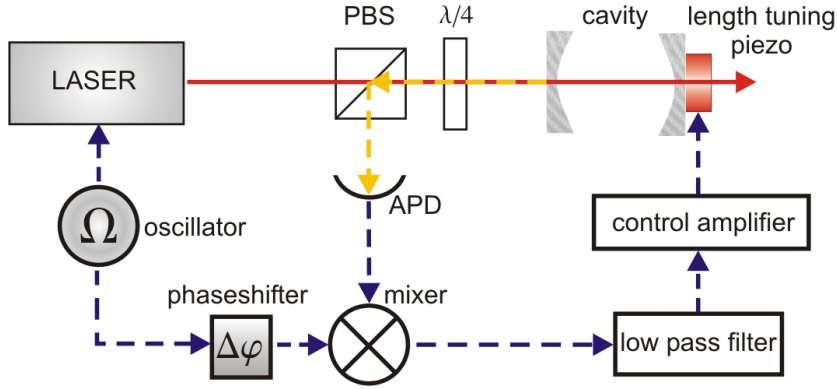 PBS
λ/4
cavity
length tuning
piezo
LASER
APD
Ω
oscillator
control amplifier
phaseshifter
mixer
Δφ
low pass filter